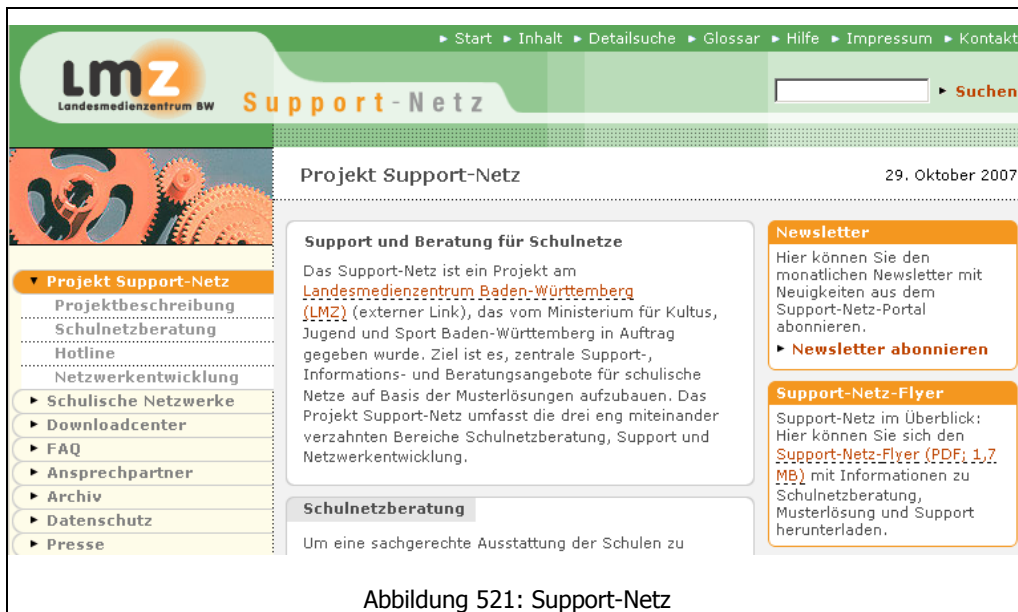 ► Start ► Inhalt ► Detailsuche ► Glossar ► Hilfe ► Impressum ► Kontakt
LMZ
Landesmedienzentrum BW
Support-Netz
► Suchen
Projekt Support-Netz
29. Oktober 2007
▼ Projekt Support-Netz
Projektbeschreibung
Schulnetzberatung
Hotline
Netzwerkentwicklung
► Schulische Netzwerke
► Downloadcenter
► FAQ
► Ansprechpartner
► Archiv
► Datenschutz
► Presse
Support und Beratung für Schulnetze
Das Support-Netz ist ein Projekt am
Landesmedienzentrum Baden-Württemberg
(LMZ) (externer Link), das vom Ministerium für Kultus,
Jugend und Sport Baden-Württemberg in Auftrag
gegeben wurde. Ziel ist es, zentrale Support-,
Informations- und Beratungsangebote für schulische
Netze auf Basis der Musterlösungen aufzubauen. Das
Projekt Support-Netz umfasst die drei eng miteinander
verzahnten Bereiche Schulnetzberatung, Support und
Netzwerkentwicklung.
Schulnetzberatung
Um eine sachgerechte Ausstattung der Schulen zu
Newsletter
Hier können Sie den
monatlichen Newsletter mit
Neuigkeiten aus dem
Support-Netz-Portal
abonnieren.
► Newsletter abonnieren
Support-Netz-Flyer
Support-Netz im Überblick:
Hier können Sie sich den
Support-Netz-Flyer (PDF; 1,7
MB) mit Informationen zu
Schulnetzberatung,
Musterlösung und Support
herunterladen.
Abbildung 521: Support-Netz